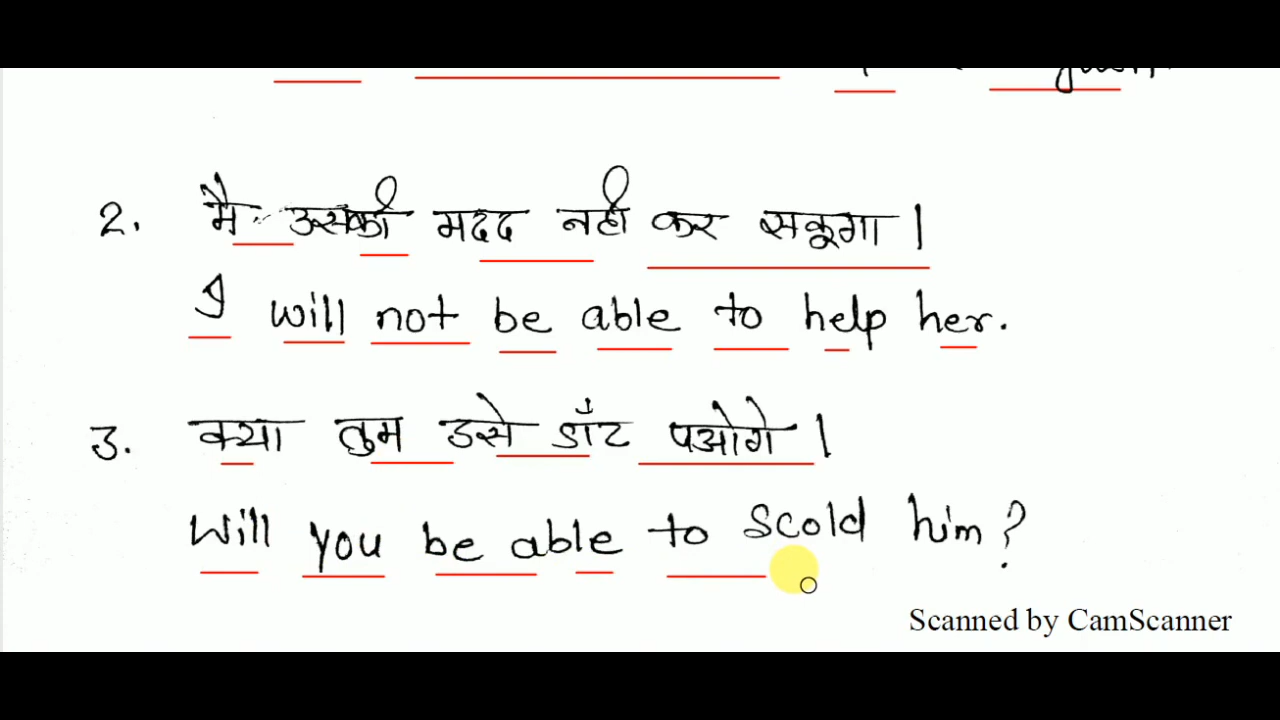 2. मै उसकी मदद नही कर सकूगा |
I will not be able to help her.
3. क्या तुम उसे डाँट पओगे |
Will you be able to Scold him?
Scanned by CamScanner